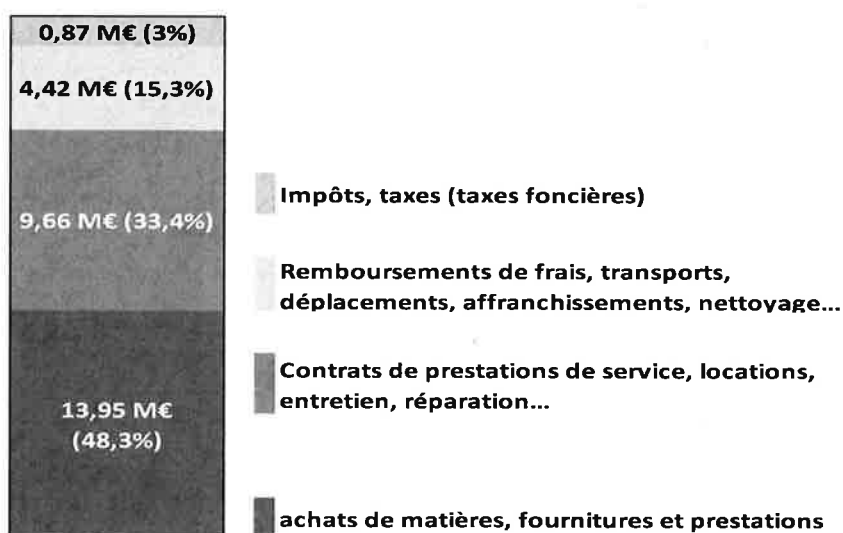 0,87 M€ (3%)
4,42 M€ (15,3%)
9,66 M€ (33,4%)
13,95 M€
(48,3%)
Impôts, taxes (taxes foncières)
Remboursements de frais, transports,
déplacements, affranchissements, nettoyage...
Contrats de prestations de service, locations,
entretien, réparation...
achats de matières, fournitures et prestations